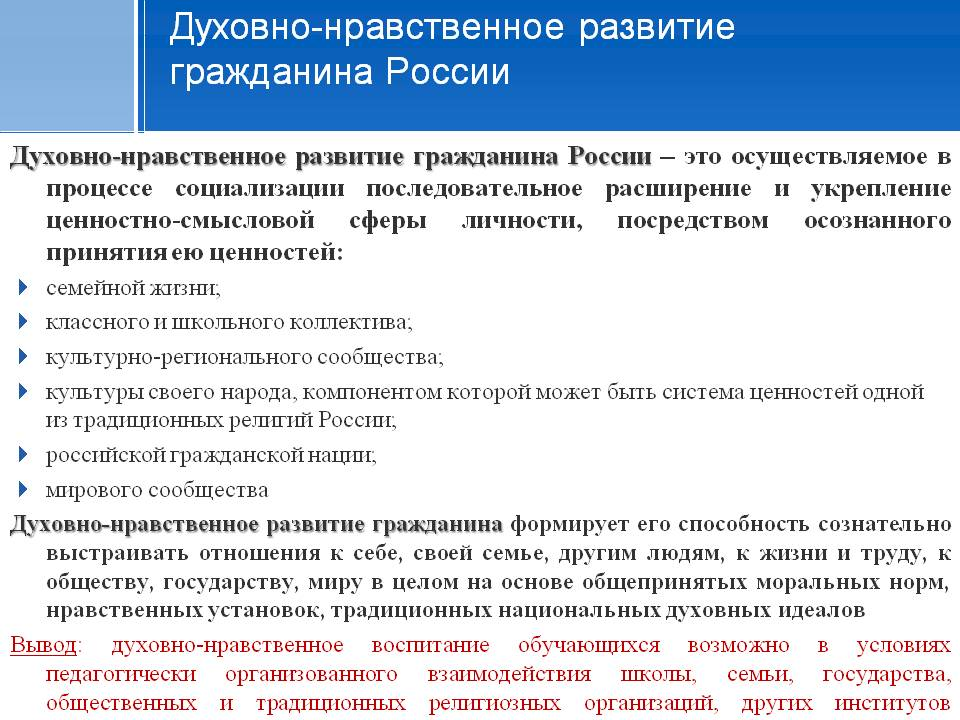 Духовно-нравственное развитие
гражданина России
Духовно-нравственное развитие гражданина России – это осуществляемое в
процессе социализации последовательное расширение и укрепление
ценностно-смысловой сферы личности, посредством осознанного
принятия ею ценностей:
семейной жизни;
классного и школьного коллектива;
культурно-регионального сообщества;
культуры своего народа, компонентом которой может быть система ценностей одной
из традиционных религий России;
российской гражданской нации;
мирового сообщества
Духовно-нравственное развитие гражданина формирует его способность сознательно
выстраивать отношения к себе, своей семье, другим людям, к жизни и труду, к
обществу, государству, миру в целом на основе общепринятых моральных норм,
нравственных установок, традиционных национальных духовных идеалов
Вывод: духовно-нравственное воспитание обучающихся возможно в условиях
педагогически организованного взаимодействия школы, семьи, государства,
общественных и традиционных религиозных организаций, других институтов